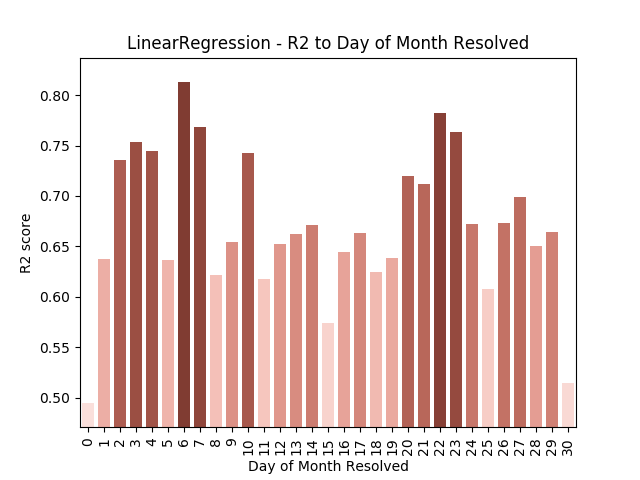 LinearRegression - R2 to Day of Month Resolved
0.80
0.75
0.70
0.65
0.60
0.55
0.50
R2 score
0 1 2 3 4 5 6 7 8 9 10 11 12 13 14 15 16 17 18 19 20 21 22 23 24 25 26 27 28 29 30
Day of Month Resolved